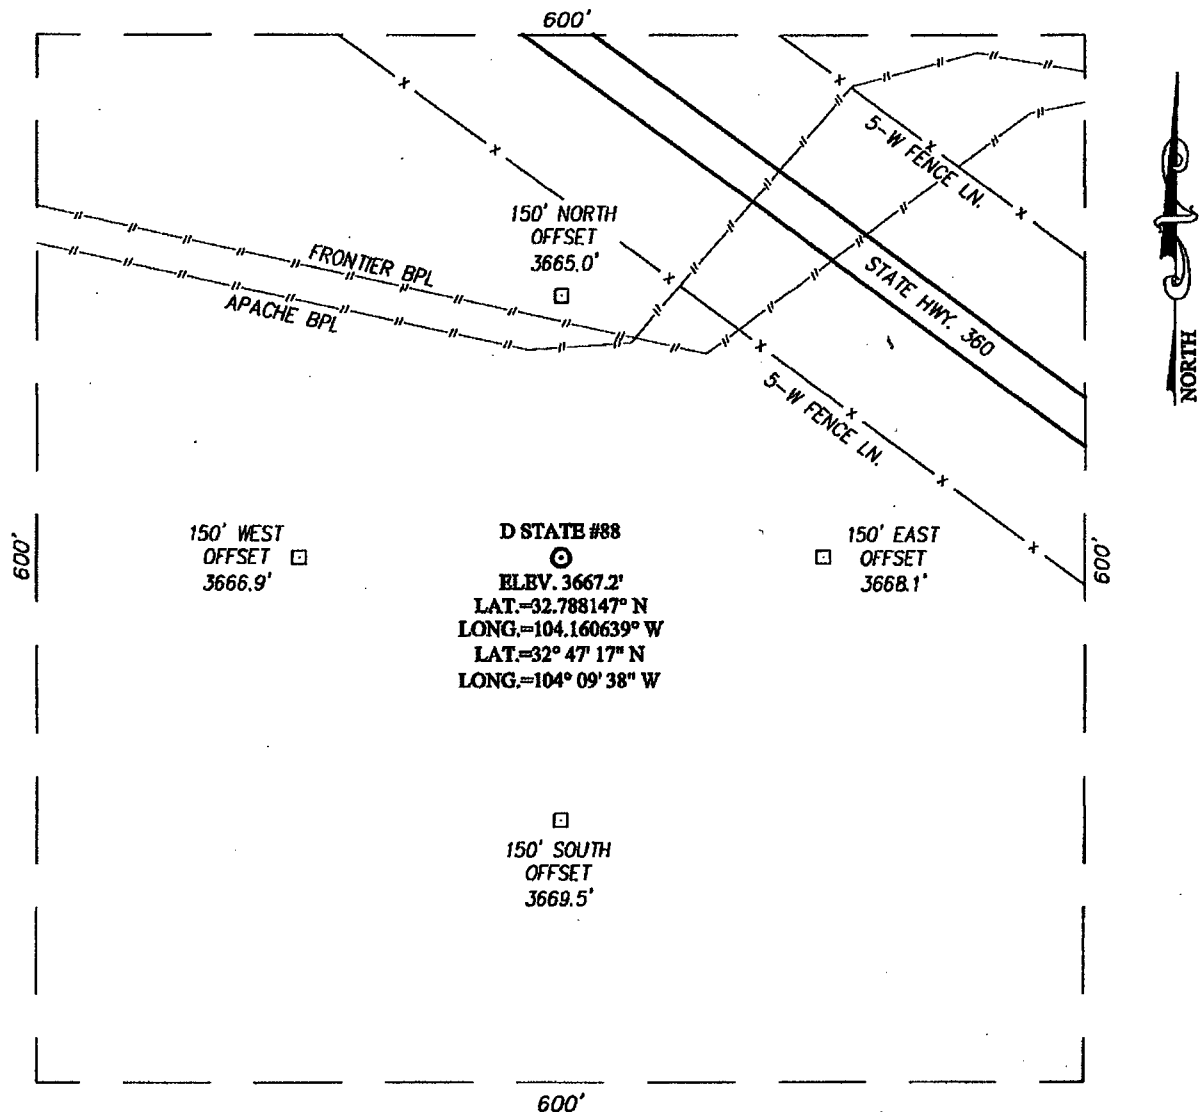 600'
5-W FENCE LN.
150' NORTH
OFFSET
3665.0'
FRONTIER BPL
APACHE BPL
STATE HWY. 360
NORTH
5-W FENCE LN.
600'
150' WEST
OFFSET
3666.9'
D STATE #88
ELEV. 3667.2'
LAT.=32.788147° N
LONG.=104.160639° W
LAT.=32° 47' 17" N
LONG.=104° 09' 38" W
150' EAST
OFFSET
3668.1'
600'
150' SOUTH
OFFSET
3669.5'
600'